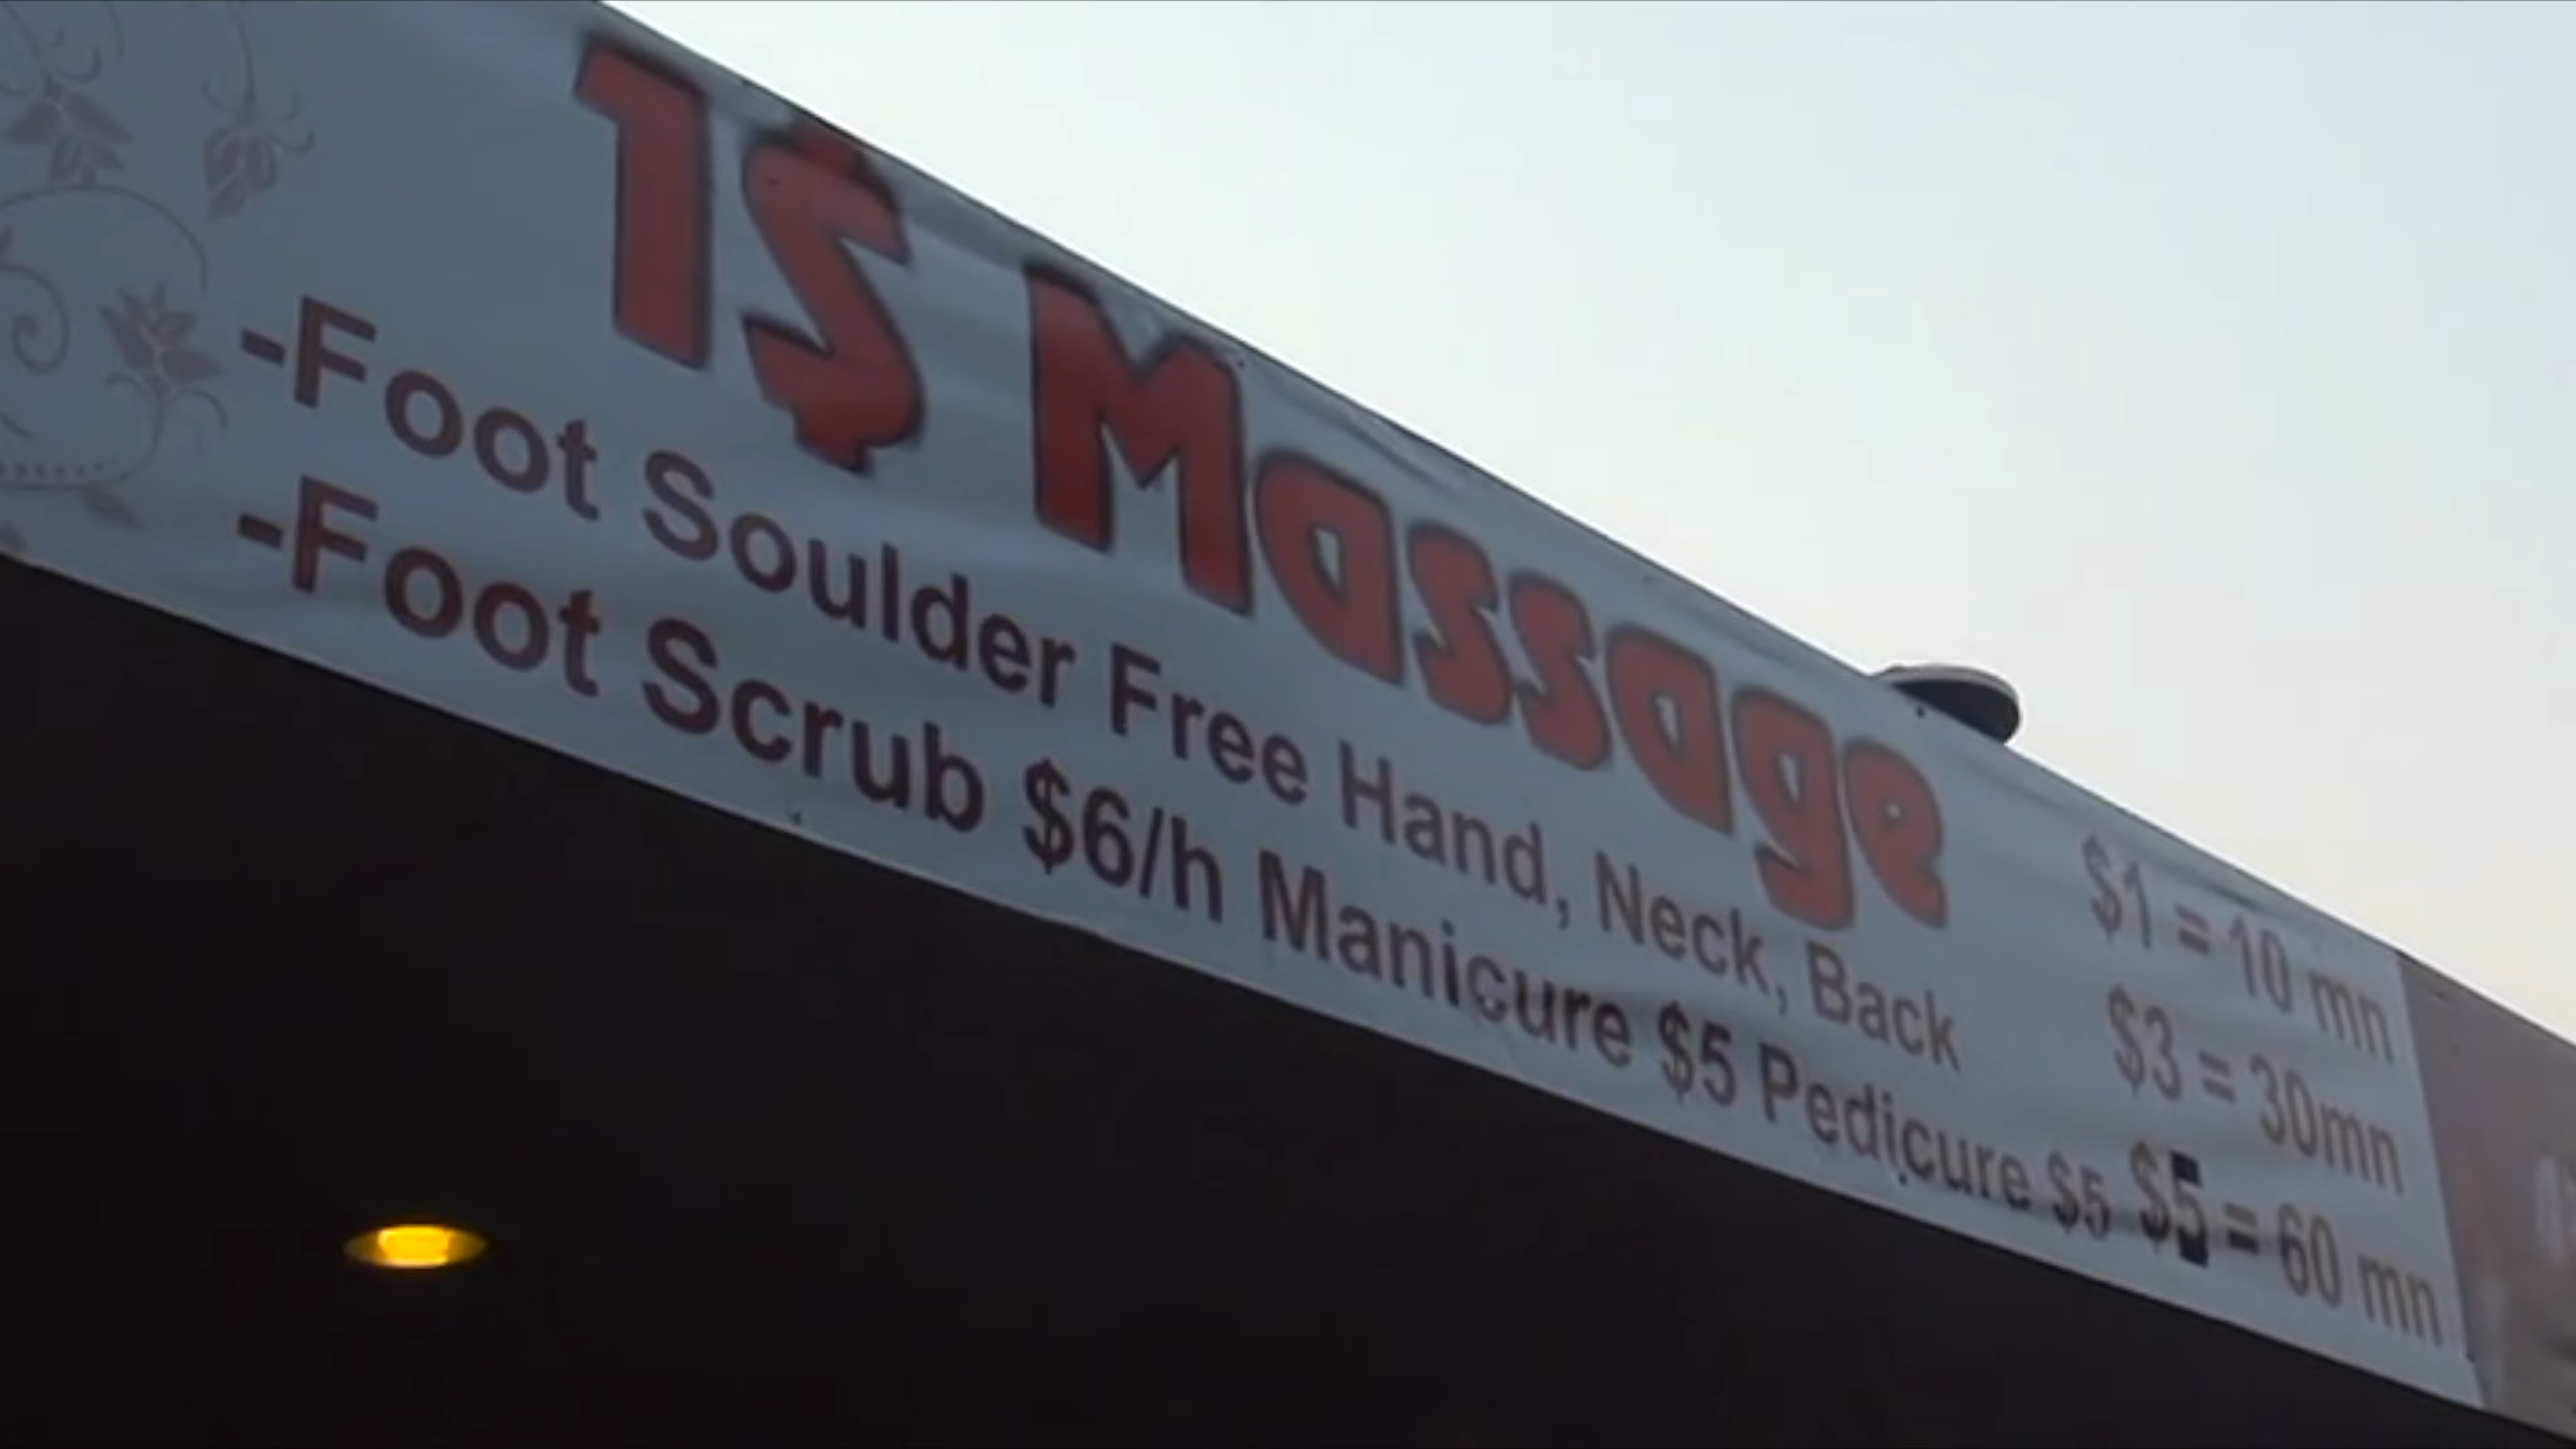 1$ Massage
-Foot Soulder Free Hand, Neck, Back
-Foot Scrub $6/h Manicure $5 Pedicure $5
$1 = 10 mn
$3 = 30mn
$5 = 60 mn